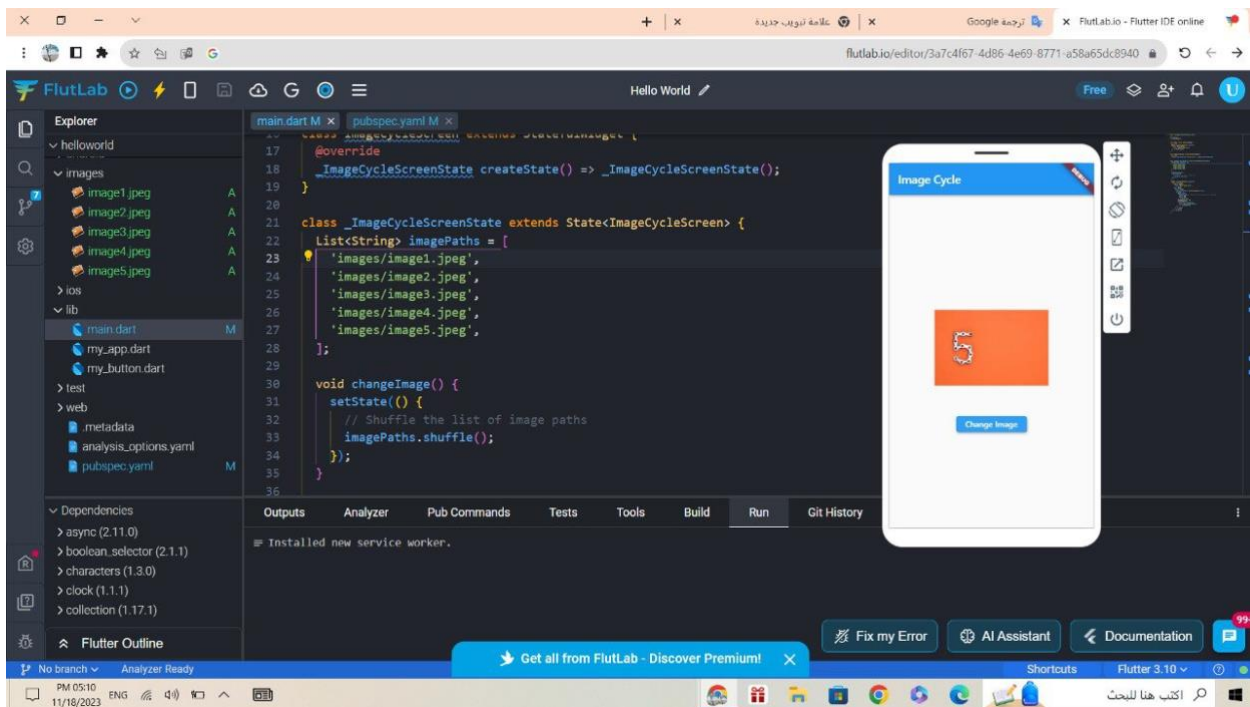 علامة تبويب جديدة
ترجمة Google
FlutLab.io - Flutter IDE online
flutlab.io/editor/3a7c4f67-4d86-4e69-8771-a58a65dc8940
FlutLab
Hello World
Free
U
Explorer
main.dart M
pubspec.yaml M
helloworld
images
image1.jpeg A
image2.jpeg A
image3.jpeg A
image4.jpeg A
image5.jpeg A
ios
lib
main.dart M
my_app.dart
my_button.dart
test
web
.metadata
analysis_options.yaml
pubspec.yaml M
Dependencies
async (2.11.0)
boolean_selector (2.1.1)
characters (1.3.0)
clock (1.1.1)
collection (1.17.1)
Flutter Outline
class ImageCycleScreen extends StatefulWidget {
17 @override
18 _ImageCycleScreenState createState() => _ImageCycleScreenState();
19 }
20
21 class _ImageCycleScreenState extends State<ImageCycleScreen> {
22 List<String> imagePaths = [
23 'images/image1.jpeg',
24 'images/image2.jpeg',
25 'images/image3.jpeg',
26 'images/image4.jpeg',
27 'images/image5.jpeg',
28 ];
29
30 void changeImage() {
31 setState(() {
32 // Shuffle the list of image paths
33 imagePaths.shuffle();
34 });
35 }
36
Image Cycle
5
Change Image
Outputs Analyzer Pub Commands Tests Tools Build Run Git History
Installed new service worker.
Fix my Error
AI Assistant
Documentation
99+
Get all from FlutLab - Discover Premium!
No branch Analyzer Ready
Shortcuts Flutter 3.10
PM 05:10
11/18/2023
ENG
اكتب هنا للبحث